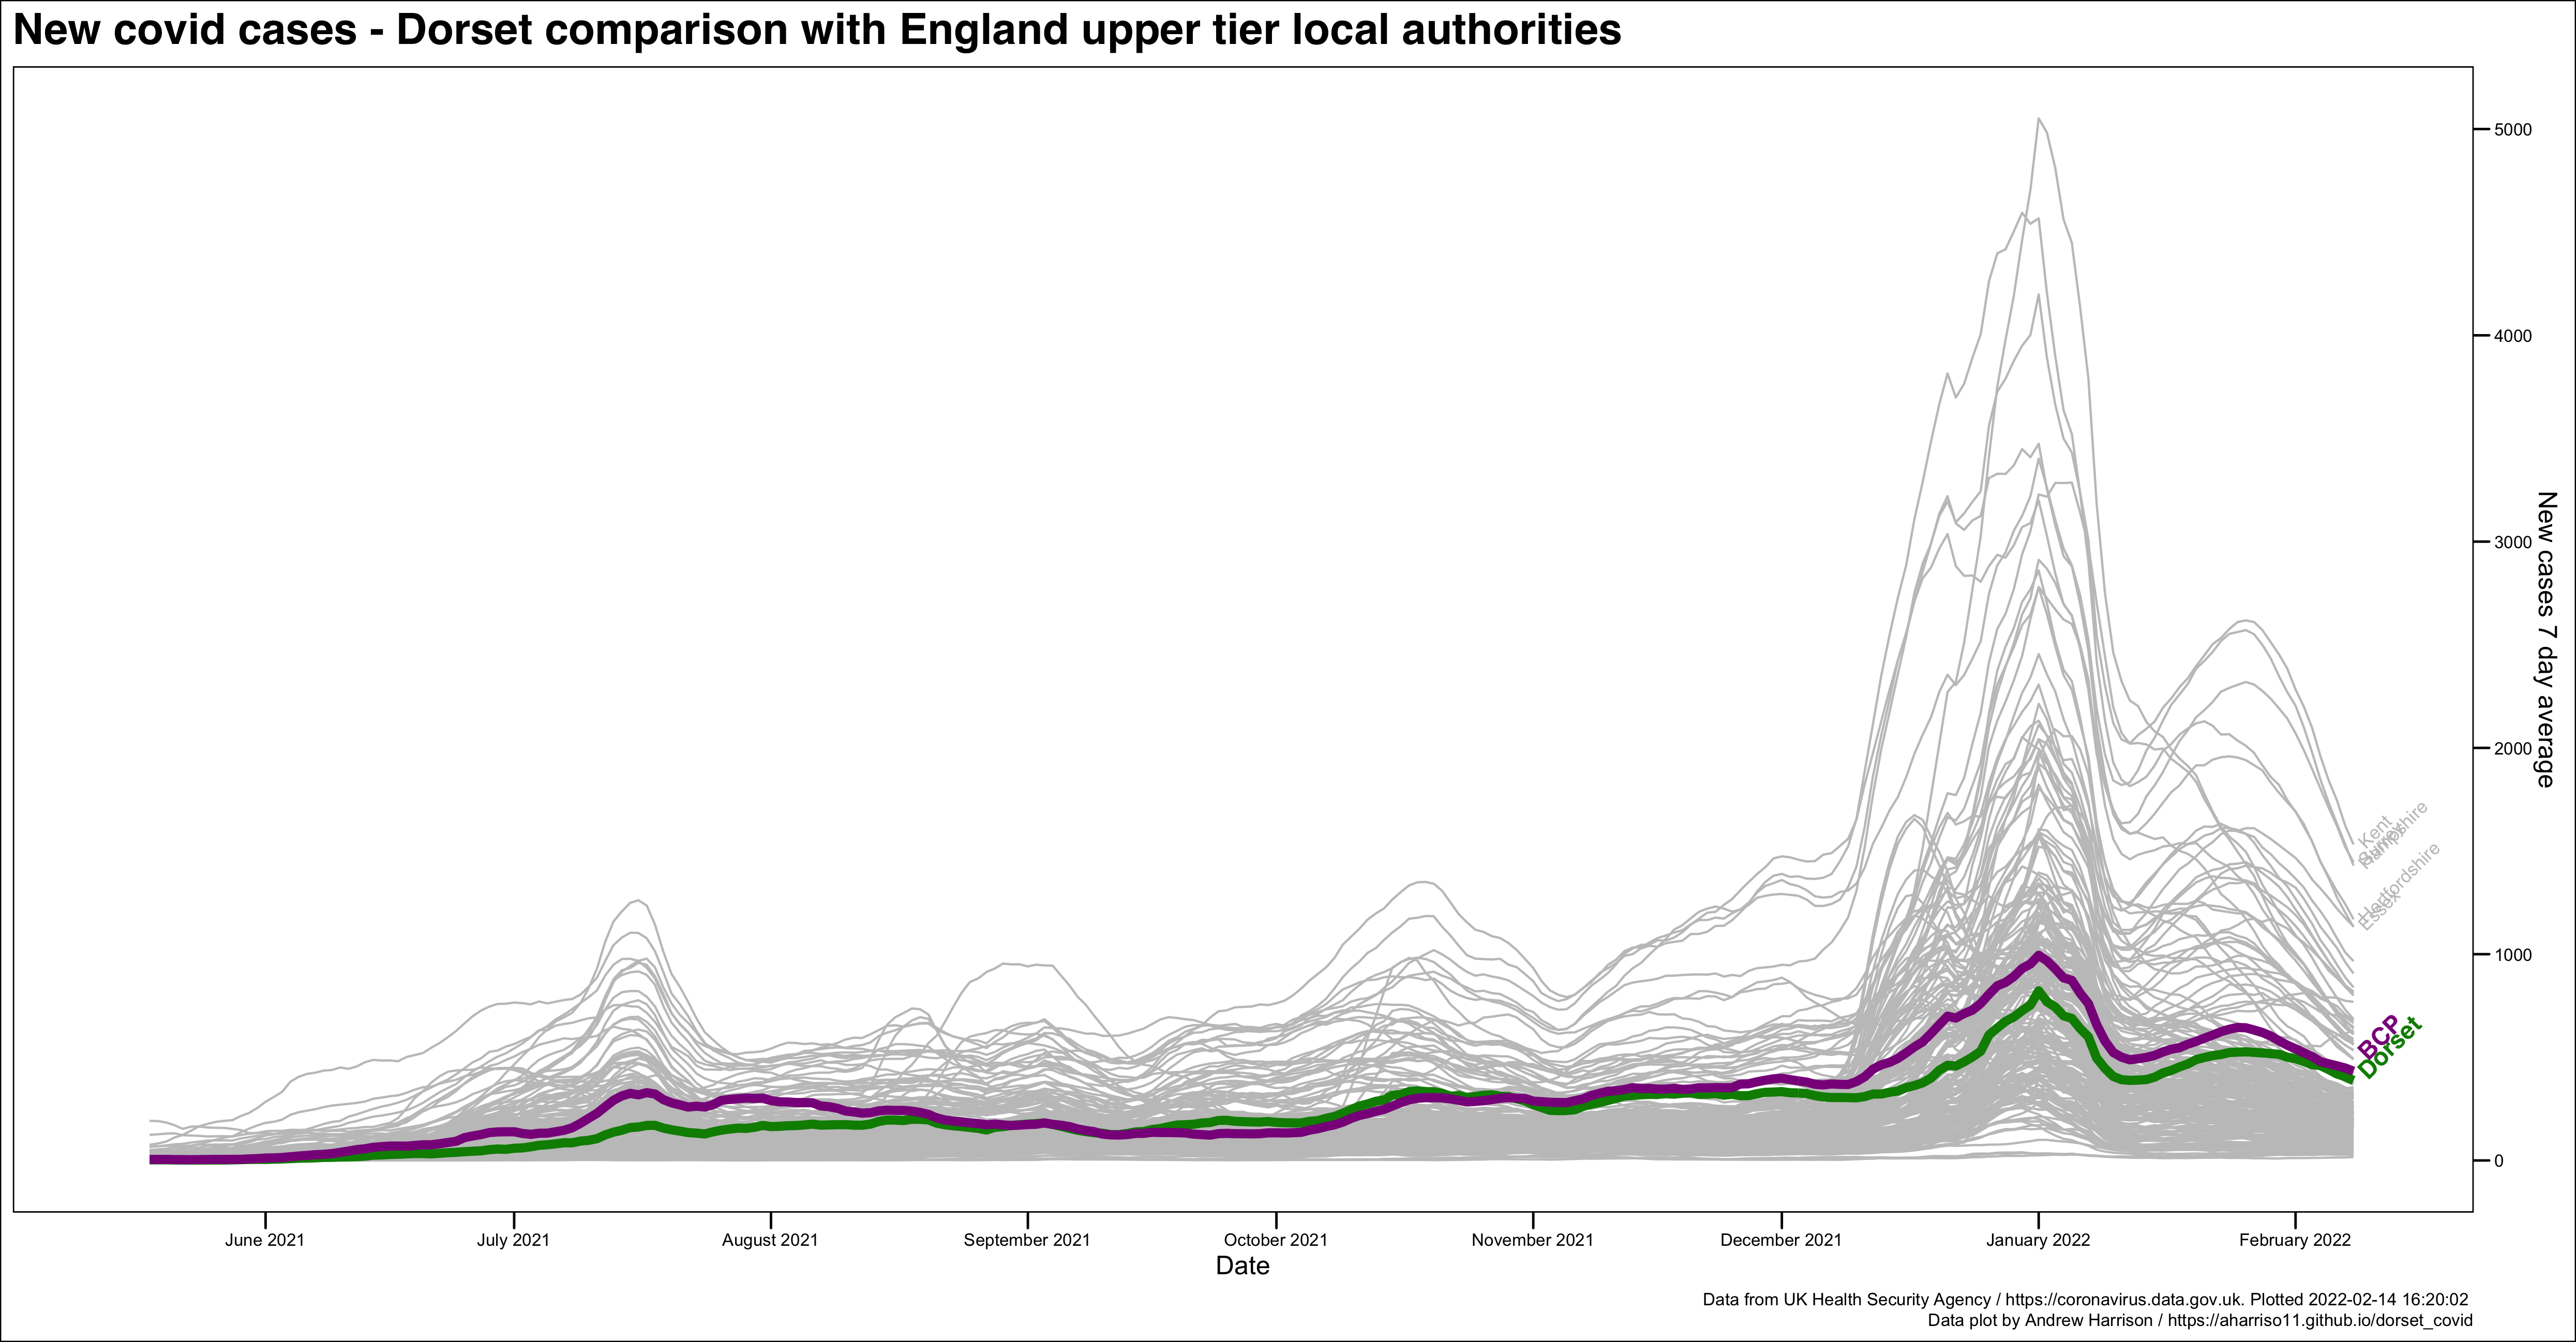 New covid cases - Dorset comparison with England upper tier local authorities
5000
4000
3000
2000
1000
0
New cases 7 day average
Kent
Surrey
Hampshire
Hertfordshire
Essex
BCP
Dorset
June 2021 July 2021 August 2021 September 2021 October 2021 November 2021 December 2021 January 2022 February 2022
Date
Data from UK Health Security Agency / https://coronavirus.data.gov.uk. Plotted 2022-02-14 16:20:02
Data plot by Andrew Harrison / https://aharriso11.github.io/dorset_covid